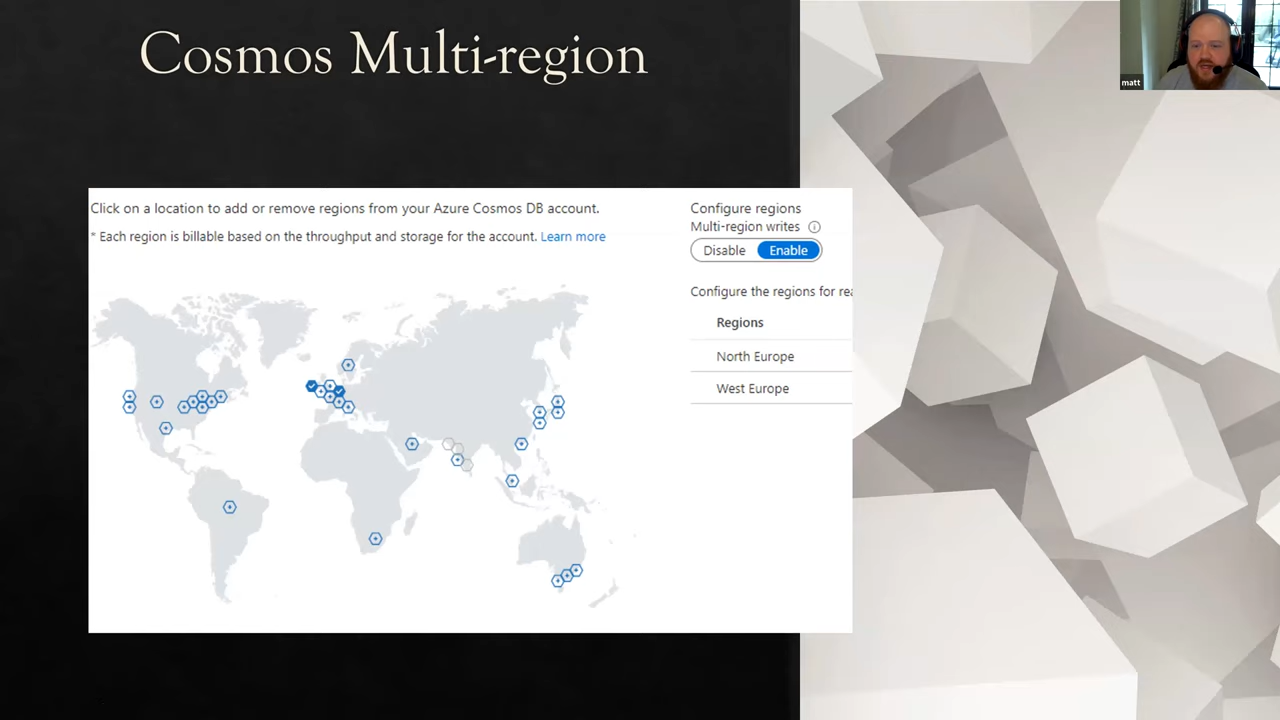 Cosmos Multi-region
matt
Click on a location to add or remove regions from your Azure Cosmos DB account.
* Each region is billable based on the throughput and storage for the account. Learn more
Configure regions
Multi-region writes
Disable Enable
Configure the regions for rea
Regions
North Europe
West Europe